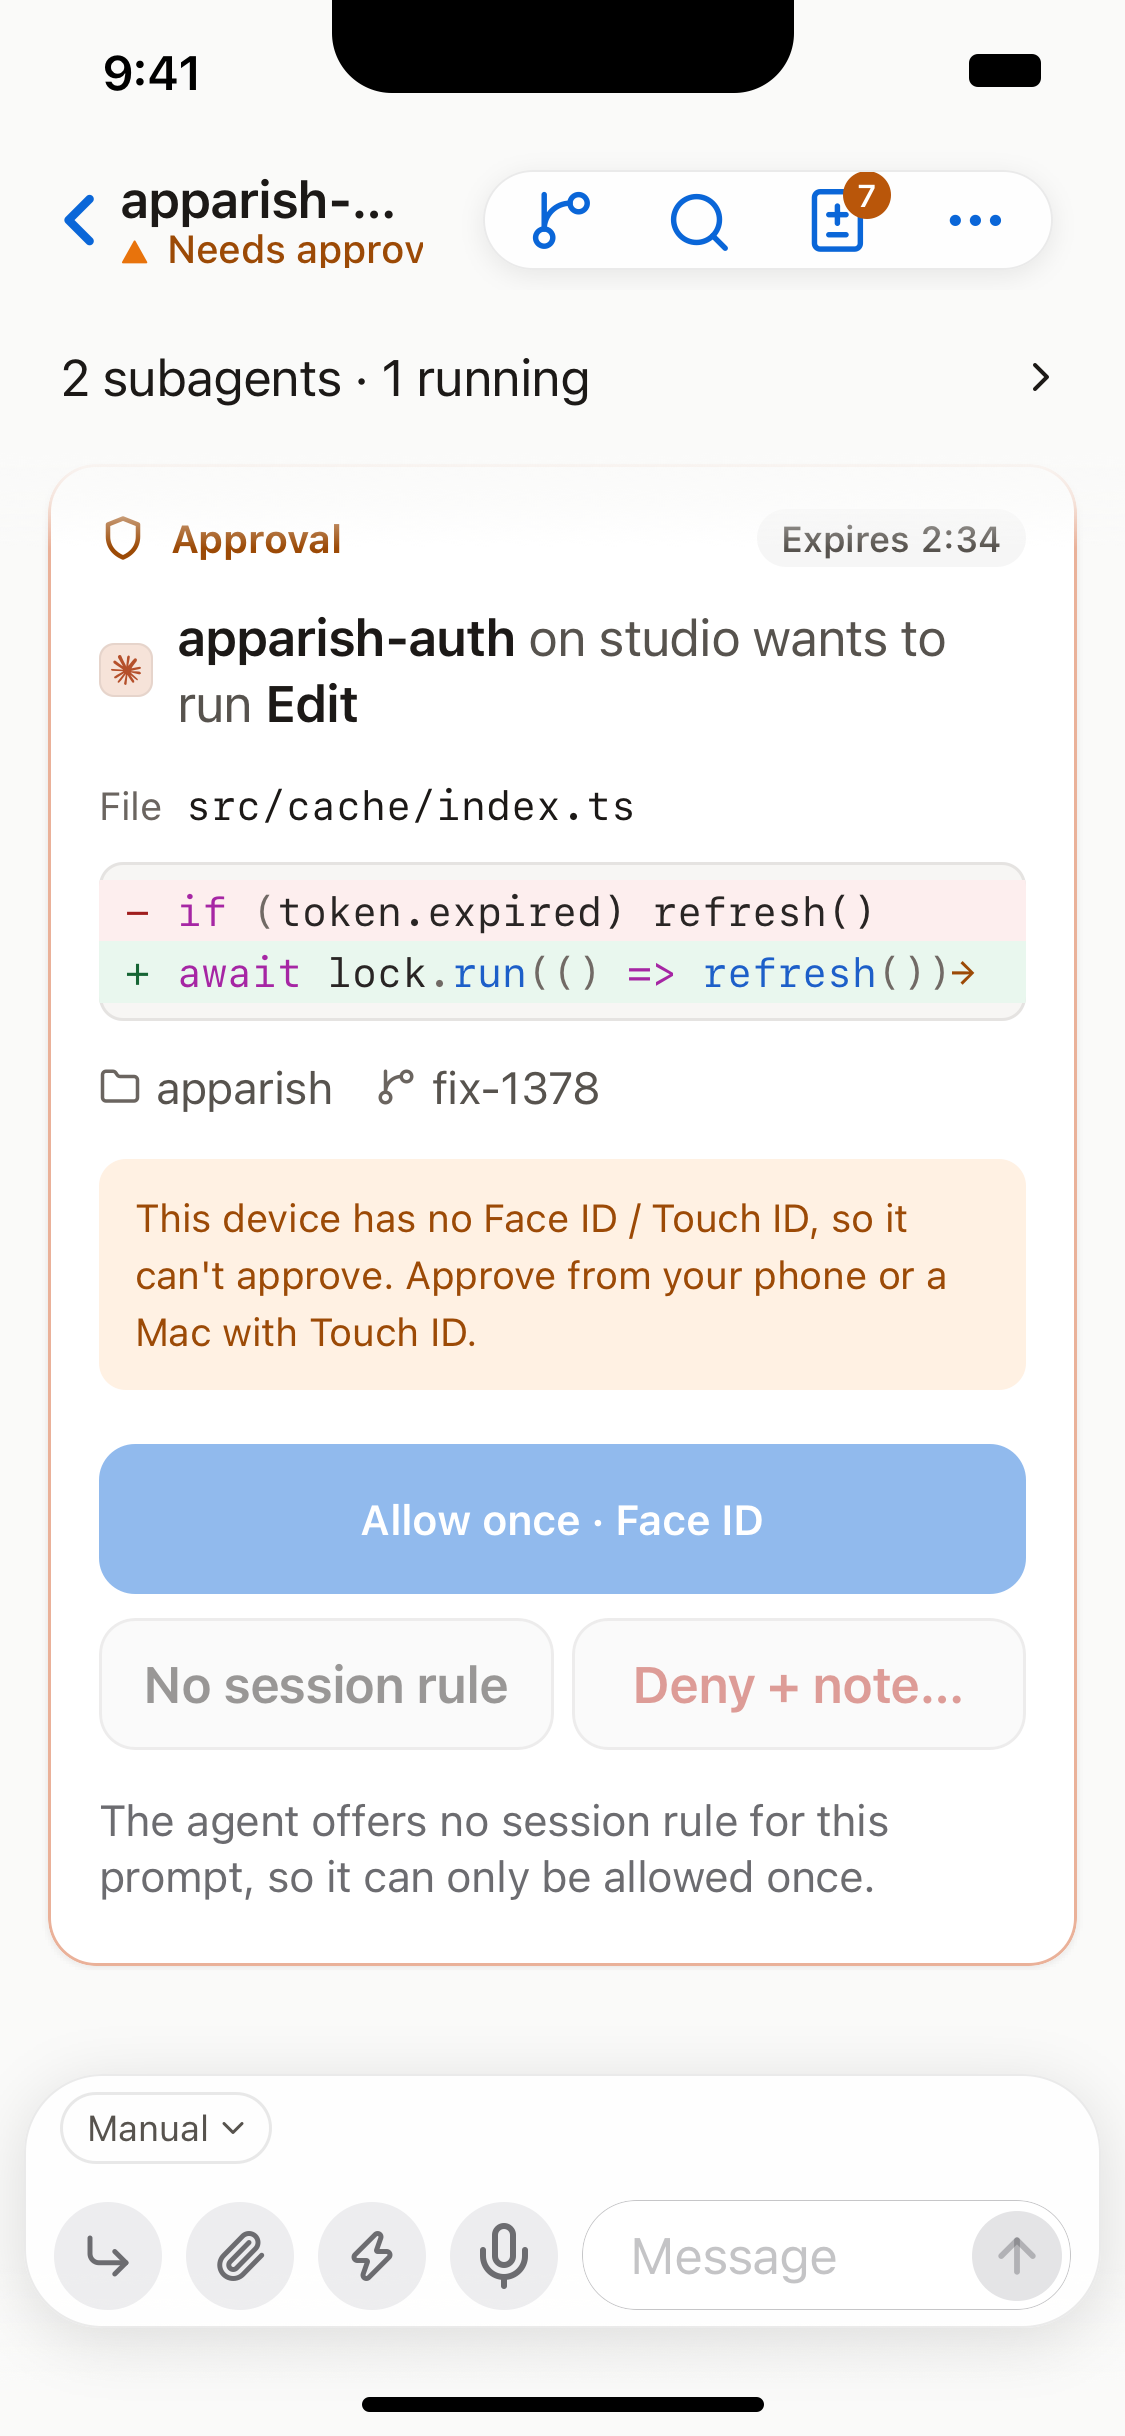 9:41
apparish-...
Needs approv
7
2 subagents · 1 running
Approval
Expires 2:34
apparish-auth on studio wants to
run Edit
File src/cache/index.ts
- if (token.expired) refresh()
+ await lock.run(() => refresh())→
apparish fix-1378
This device has no Face ID / Touch ID, so it
can't approve. Approve from your phone or a
Mac with Touch ID.
Allow once · Face ID
No session rule
Deny + note...
The agent offers no session rule for this
prompt, so it can only be allowed once.
Manual
Message